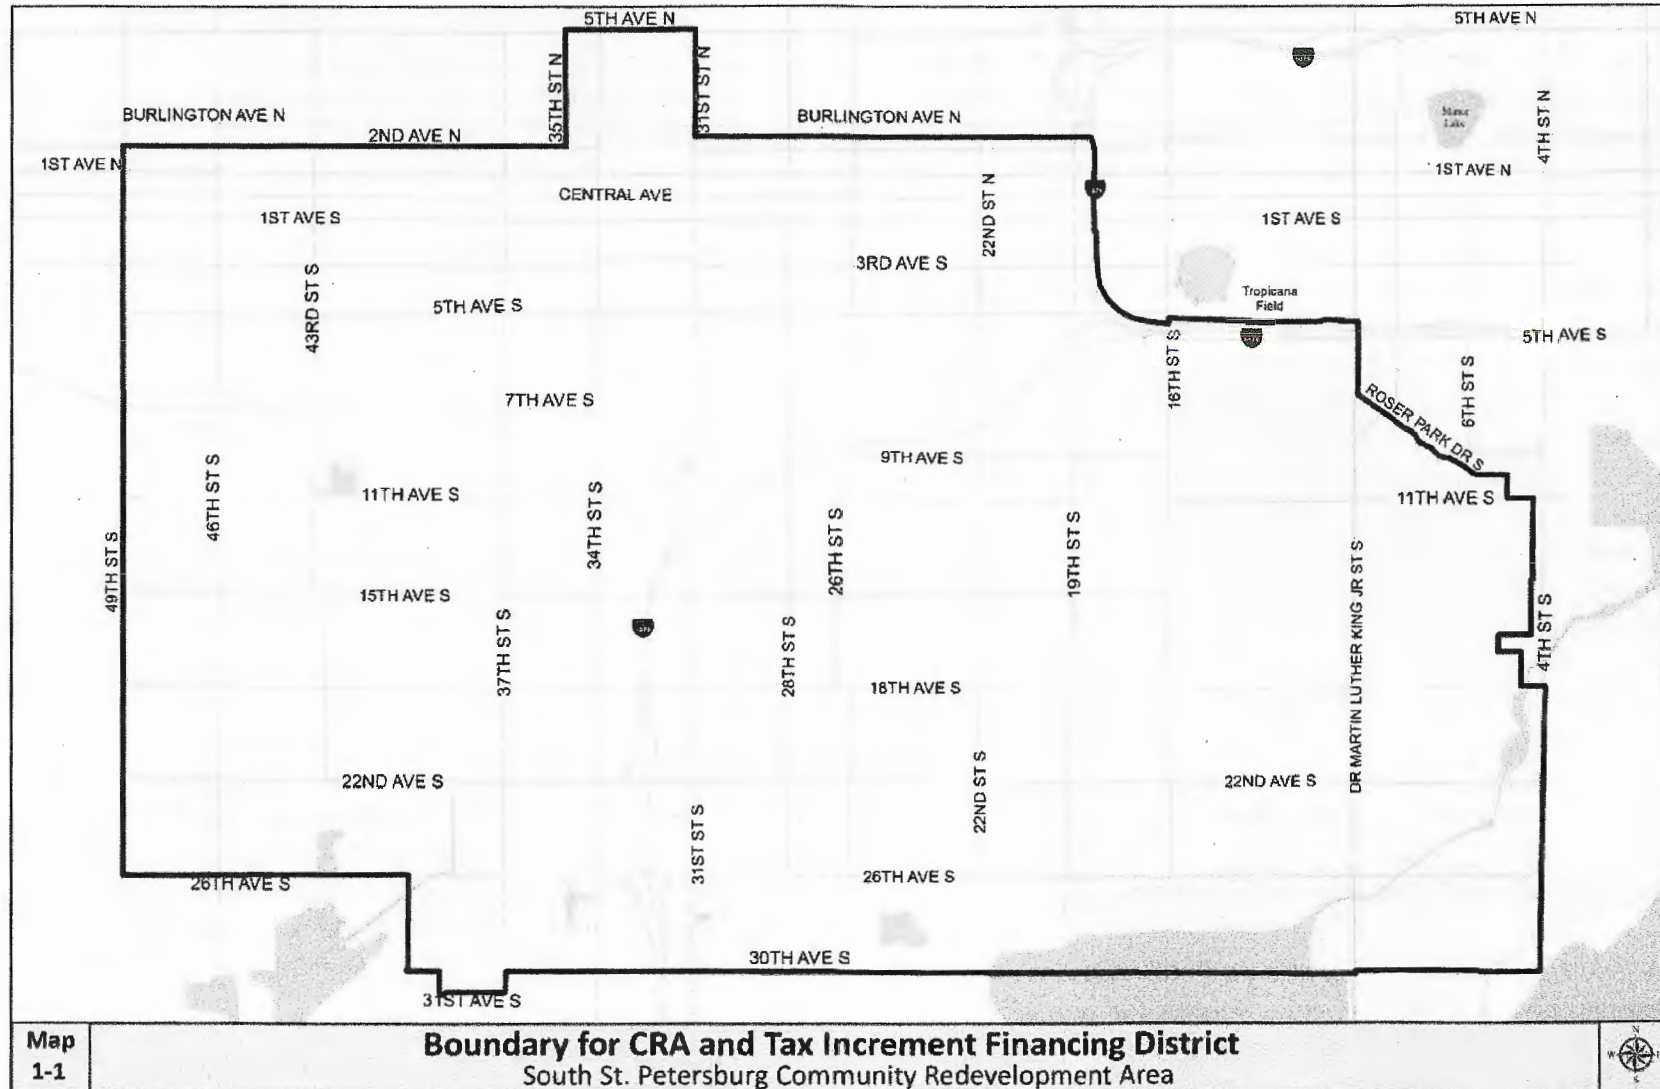 5TH AVE N
5TH AVE N
35TH ST N
31ST ST N
BURLINGTON AVE N
BURLINGTON AVE N
4TH ST N
2ND AVE N
1ST AVE N
1ST AVE N
CENTRAL AVE
22ND ST N
1ST AVE S
1ST AVE S
3RD AVE S
43RD ST S
5TH AVE S
Tropicana
Field
5TH AVE S
16TH ST S
6TH ST S
7TH AVE S
ROSER PARK DR S
9TH AVE S
46TH ST S
11TH AVE S
11TH AVE S
34TH ST S
26TH ST S
19TH ST S
49TH ST S
15TH AVE S
DR MARTIN LUTHER KING JR ST S
4TH ST S
37TH ST S
28TH ST S
18TH AVE S
22ND AVE S
22ND ST S
22ND AVE S
31ST ST S
26TH AVE S
26TH AVE S
30TH AVE S
31ST AVE S
Map
1-1
Boundary for CRA and Tax Increment Financing District
South St. Petersburg Community Redevelopment Area